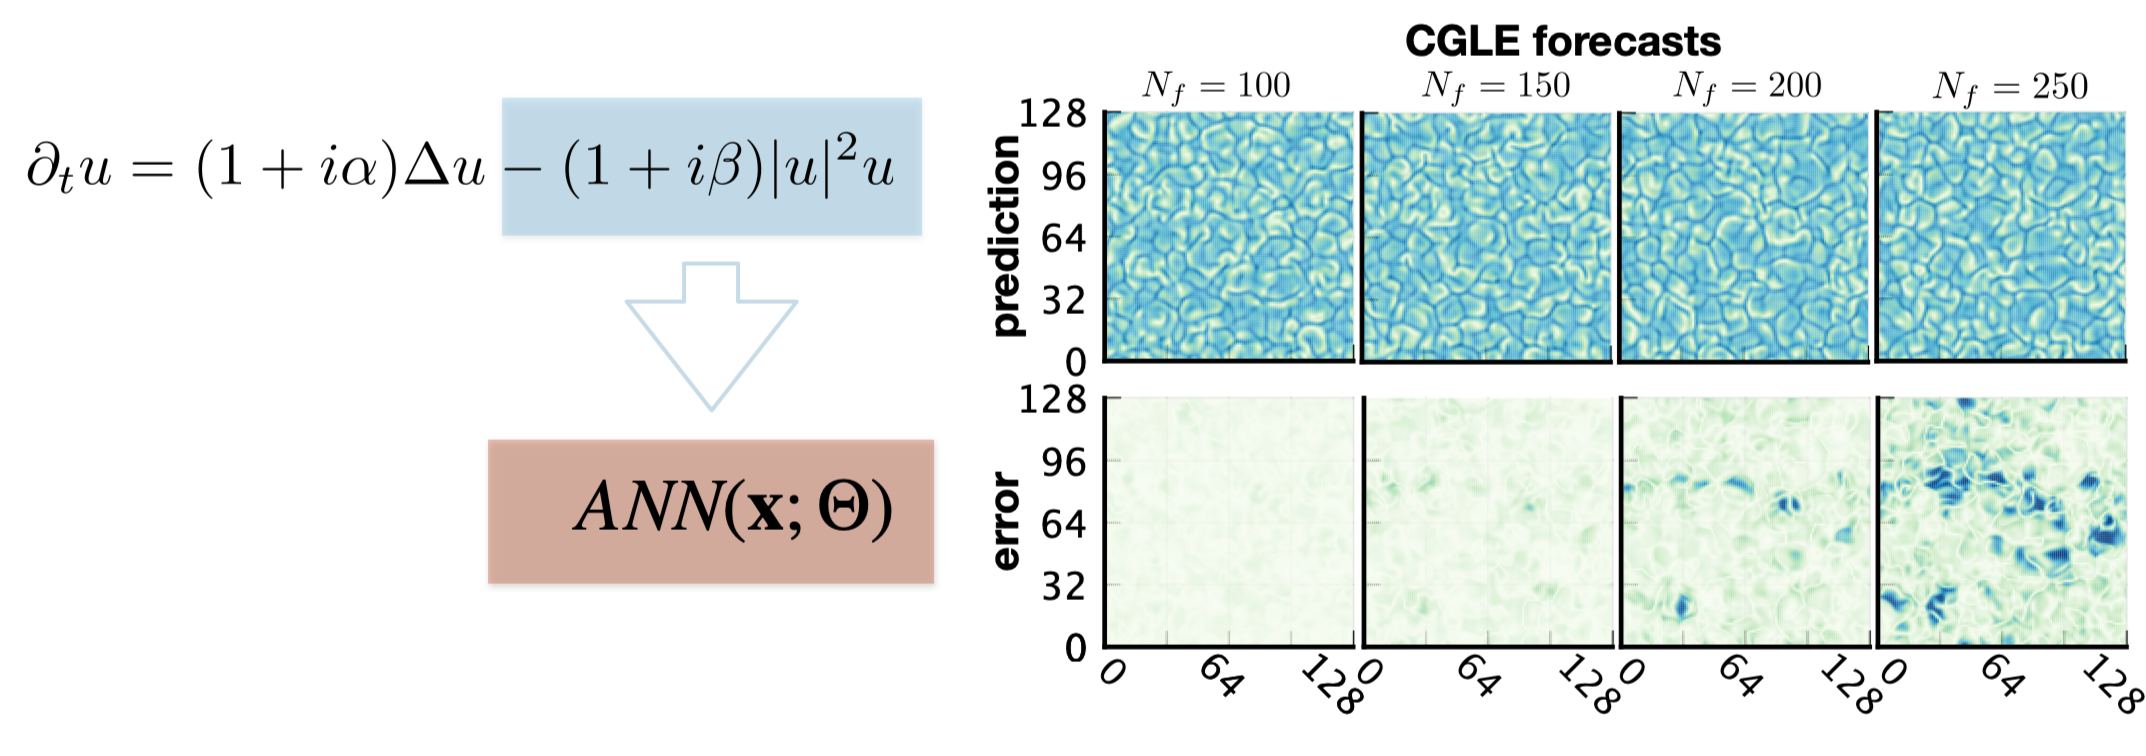 ∂ₜu = (1 + iα)Δu − (1 + iβ)|u|²u
ANN(x; Θ)
CGLE forecasts
N_f = 100 N_f = 150 N_f = 200 N_f = 250
prediction
128
96
64
32
0
error
128
96
64
32
0
0 64 128 0 64 128 0 64 128 0 64 128